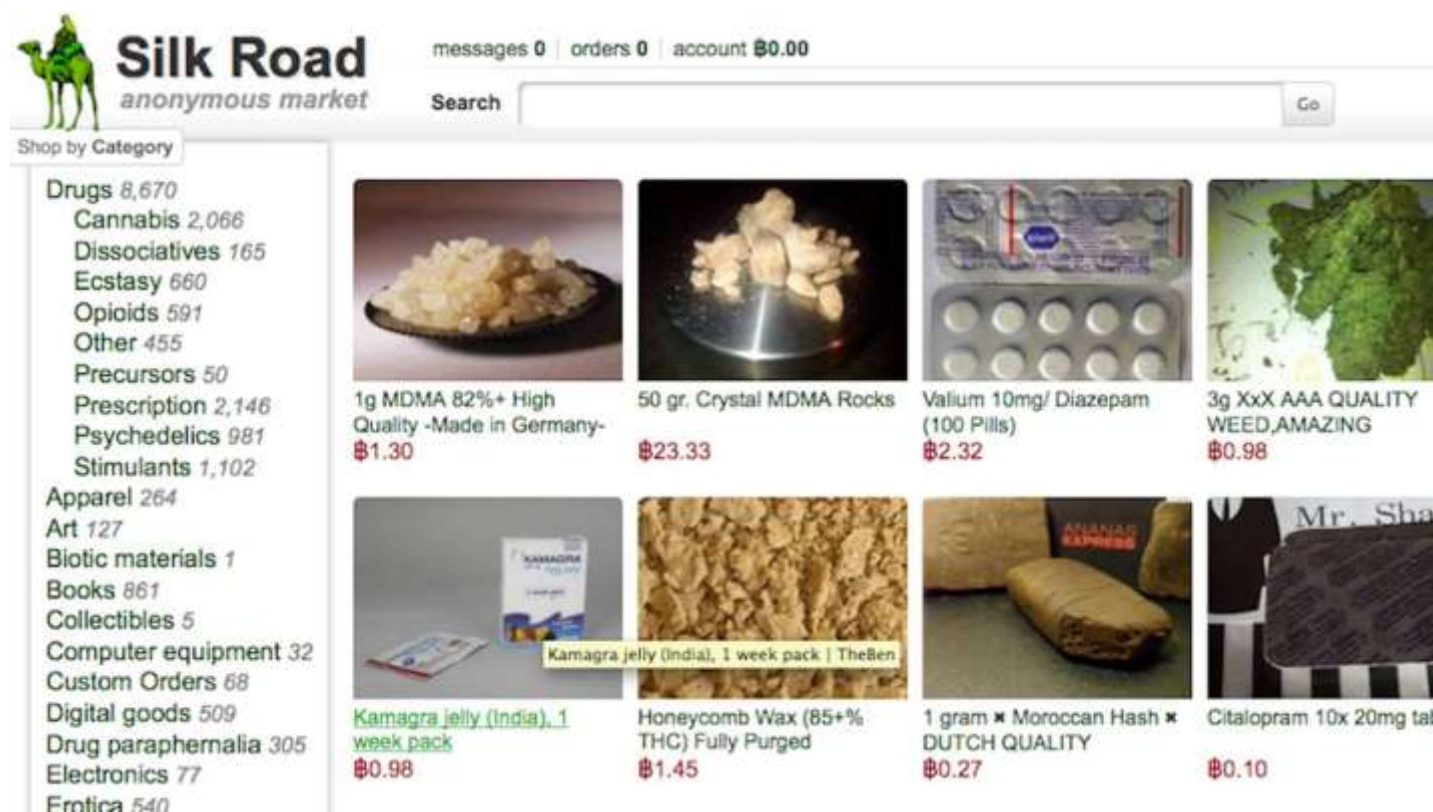 Silk Road
anonymous market
messages 0 | orders 0 | account ฿0.00
Search
Go
Shop by Category
Drugs 8,670
Cannabis 2,066
Dissociatives 165
Ecstasy 660
Opioids 591
Other 455
Precursors 50
Prescription 2,146
Psychedelics 981
Stimulants 1,102
Apparel 264
Art 127
Biotic materials 1
Books 861
Collectibles 5
Computer equipment 32
Custom Orders 68
Digital goods 509
Drug paraphernalia 305
Electronics 77
Erotica 540
1g MDMA 82%+ High
Quality -Made in Germany-
฿1.30
50 gr. Crystal MDMA Rocks
฿23.33
Valium 10mg/ Diazepam
(100 Pills)
฿2.32
3g XxX AAA QUALITY
WEED,AMAZING
฿0.98
KAMAGRA
Kamagra jelly (India), 1 week pack | TheBen
Kamagra jelly (India), 1
week pack
฿0.98
Honeycomb Wax (85+%
THC) Fully Purged
฿1.45
ANANAS
EXPRESS
1 gram ✖ Moroccan Hash ✖
DUTCH QUALITY
฿0.27
Mr. Sha
Citalopram 10x 20mg tab
฿0.10